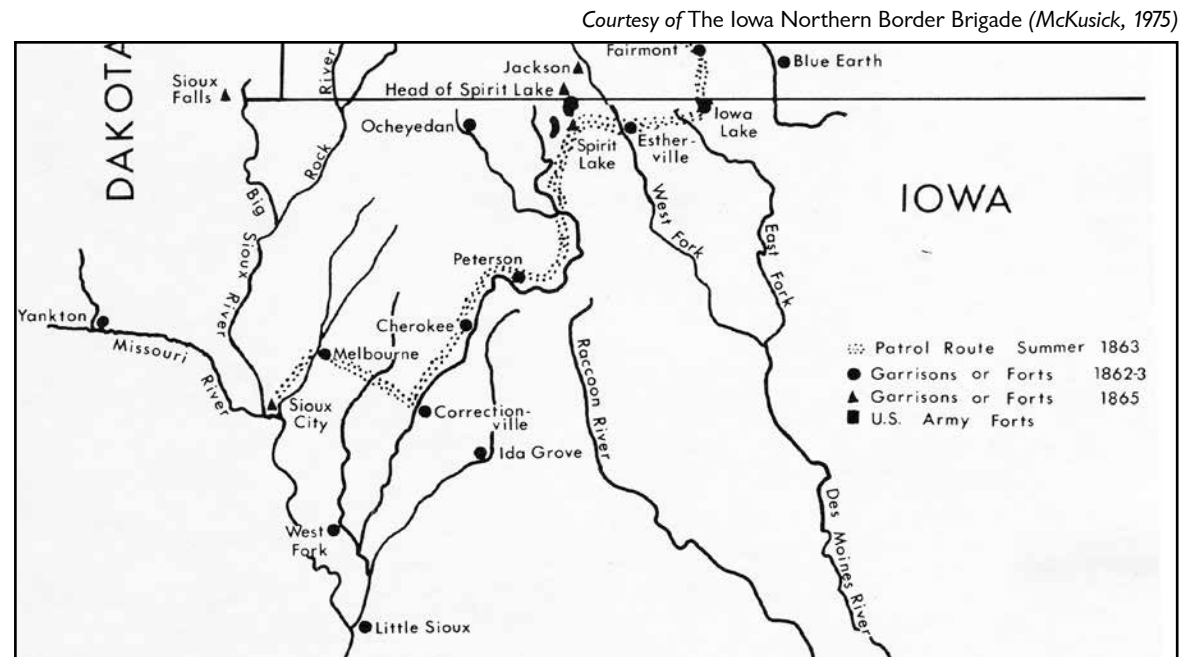 Courtesy of The Iowa Northern Border Brigade (McKusick, 1975)
DAKOTA
Sioux
Falls
River
Rock
Fairmont
Blue Earth
Jackson
Head of Spirit Lake
Ocheyedan
Spirit
Lake
Esther-
ville
Iowa
Lake
IOWA
Big Sioux River
West Fork
East Fork
Peterson
Yankton
Missouri
River
Cherokee
Melbourne
Sioux
City
Correction-
ville
Ida Grove
Raccoon River
West
Fork
Des Moines River
Little Sioux
Patrol Route Summer 1863
Garrisons or Forts 1862-3
Garrisons or Forts 1865
U.S. Army Forts